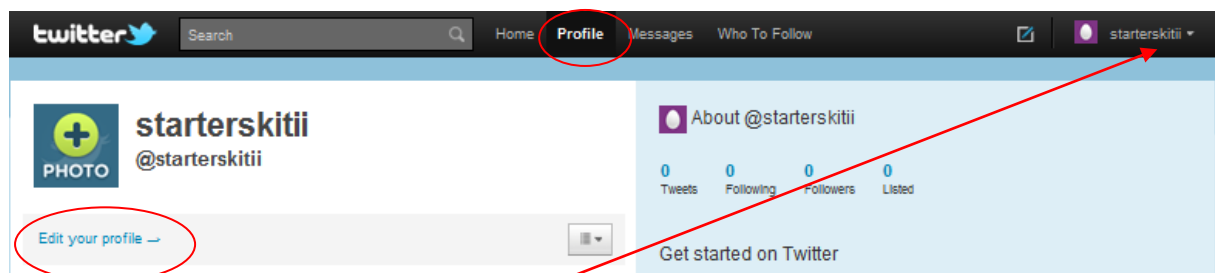 twitter Search Home Profile Messages Who To Follow starterskitii
starterskitii
@starterskitii
PHOTO
Edit your profile →
About @starterskitii
0 0 0 0
Tweets Following Followers Listed
Get started on Twitter